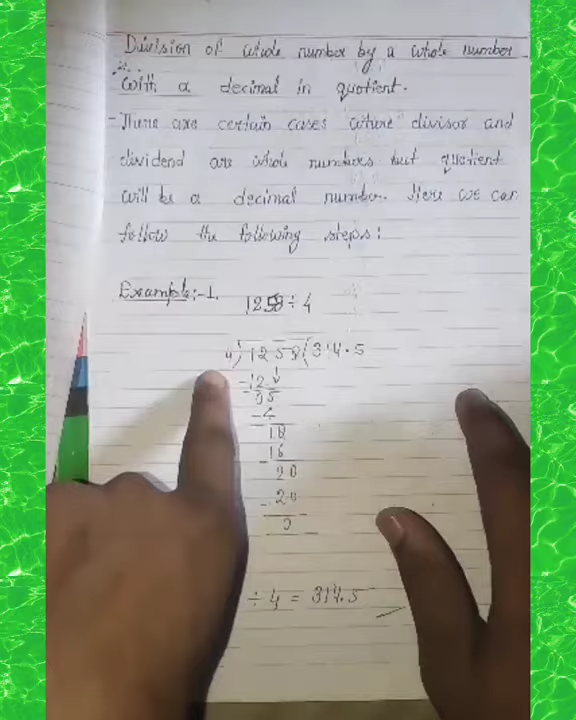 Division of whole number by a whole number
with a decimal in quotient.
- There are certain cases where divisor and
dividend are whole numbers but quotient
will be a decimal number. Here we can
follow the following steps:
Example:-1.
1258 ÷ 4
4) 1258 (314.5
- 12
05
- 4
18
- 16
20
- 20
0
÷ 4 = 314.5